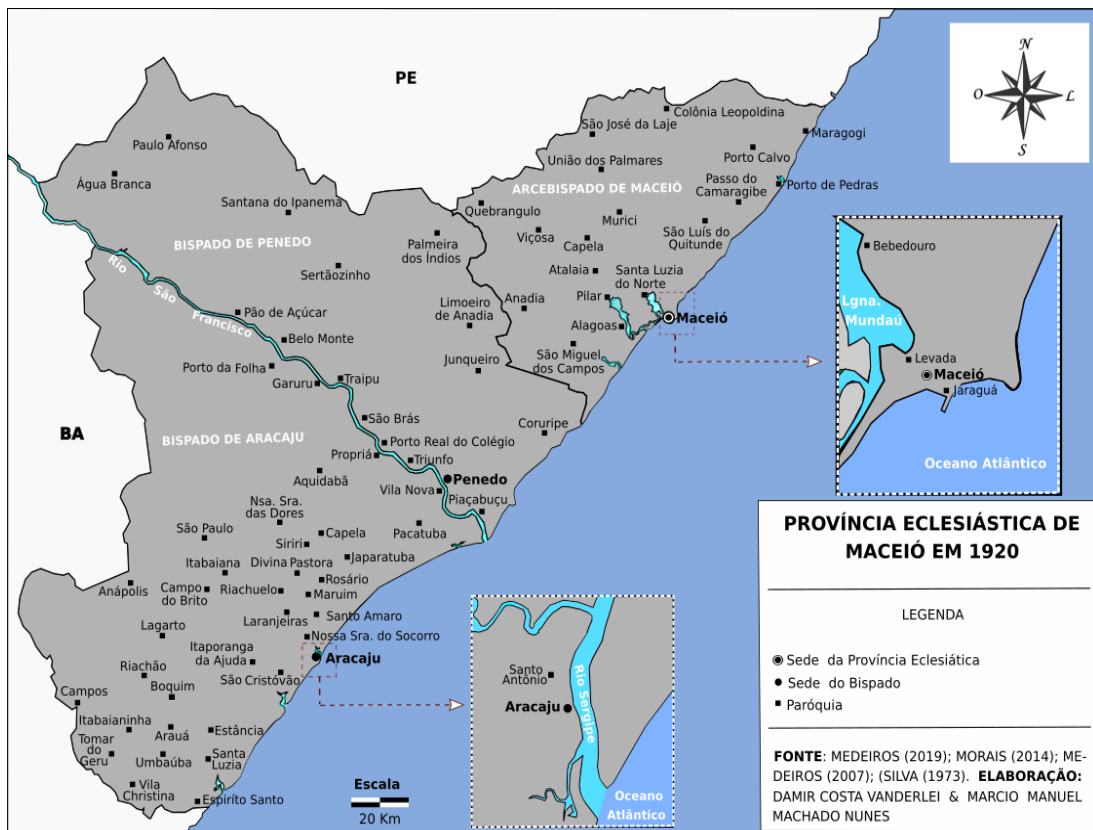 PE
N
O
L
S
Colônia Leopoldina
São José da Laje
Maragogi
Paulo Afonso
Porto Calvo
União dos Palmares
Água Branca
Passo do
Camaragibe
ARCEBISPADO DE MACEIÓ
Porto de Pedras
Santana do Ipanema
Quebrangulo
Murici
São Luís do
Quitunde
Viçosa
Capela
BISPADO DE PENEDO
Palmeira
dos Índios
Sertãozinho
Atalaia
Santa Luzia
do Norte
Rio
São
Francisco
Pilar
Anadia
Limoeiro
de Anadia
Pão de Açúcar
Maceió
Alagoas
Belo Monte
São Miguel
dos Campos
Junqueiro
Porto da Folha
Garuru
Traipu
BA
São Brás
Coruripe
BISPADO DE ARACAJU
Porto Real do Colégio
Propriá
Triunfo
Aquidabã
Penedo
Vila Nova
Piaçabuçu
Nsa. Sra.
das Dores
São Paulo
Capela
Pacatuba
Siriri
Japaratuba
Itabaiana
Divina Pastora
Anápolis
Campo
do Brito
Riachuelo
Rosário
Maruim
Laranjeiras
Santo Amaro
Lagarto
Nossa Sra. do Socorro
Itaporanga
da Ajuda
Aracaju
Riachão
São Cristóvão
Boquim
Campos
Itabaianinha
Arauá
Estância
Tomar
do
Geru
Umbaúba
Santa
Luzia
Vila
Christina
Espiríto Santo
Escala
20 Km
Bebedouro
Lgna.
Mundaú
Levada
Maceió
Jaraguá
Oceano Atlântico
Santo
Antônio
Aracaju
Rio Sergipe
Oceano
Atlântico
PROVÍNCIA ECLESIÁSTICA DE
MACEIÓ EM 1920
LEGENDA
Sede da Província Eclesiática
Sede do Bispado
Paróquia
FONTE: MEDEIROS (2019); MORAIS (2014); ME-
DEIROS (2007); (SILVA (1973). ELABORAÇÃO:
DAMIR COSTA VANDERLEI & MARCIO MANUEL
MACHADO NUNES